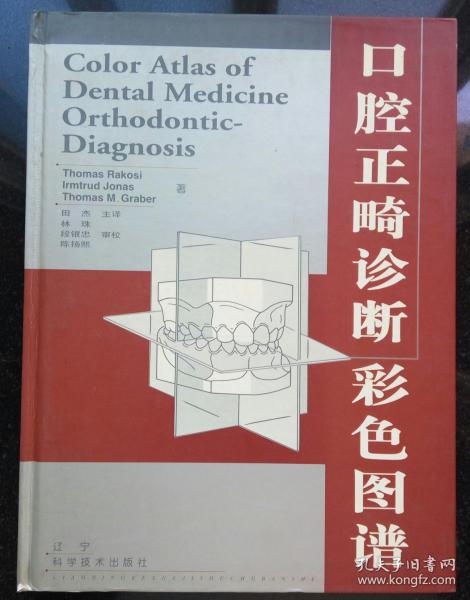 Color Atlas of
Dental Medicine
Orthodontic-
Diagnosis
Thomas Rakosi
Irmtrud Jonas
Thomas M. Graber
著
田 杰 主译
林 珠
段银忠 审校
陈扬熙
口腔正畸诊断彩色图谱
辽 宁
科学技术出版社
LIAONINGKEXUEJISHUCHUBANSHE
孔夫子旧书网
kongfz.com